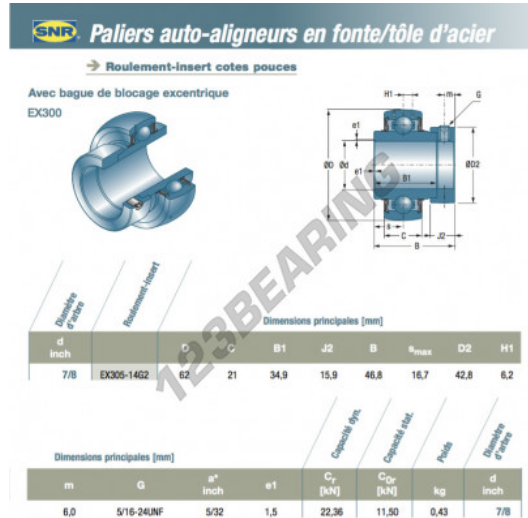 SNR Paliers auto-aligneurs en fonte/tôle d'acier
→ Roulement-insert cotes pouces
Avec bague de blocage excentrique
EX300
H1 m G
e1
ØD Ød ØD2
e1
B1
s
C J2
B
123BEARING
Diamètre d'arbre Roulement-insert
Dimensions principales [mm]
d inch D C B1 J2 B smax D2 H1
7/8 EX305-14G2 62 21 34,9 15,9 46,8 16,7 42,8 6,2
Dimensions principales [mm] Capacité dyn. Capacité stat. Poids Diamètre d'arbre
m G a* inch e1 Cr [kN] C0r [kN] kg d inch
6,0 5/16-24UNF 5/32 1,5 22,36 11,50 0,43 7/8